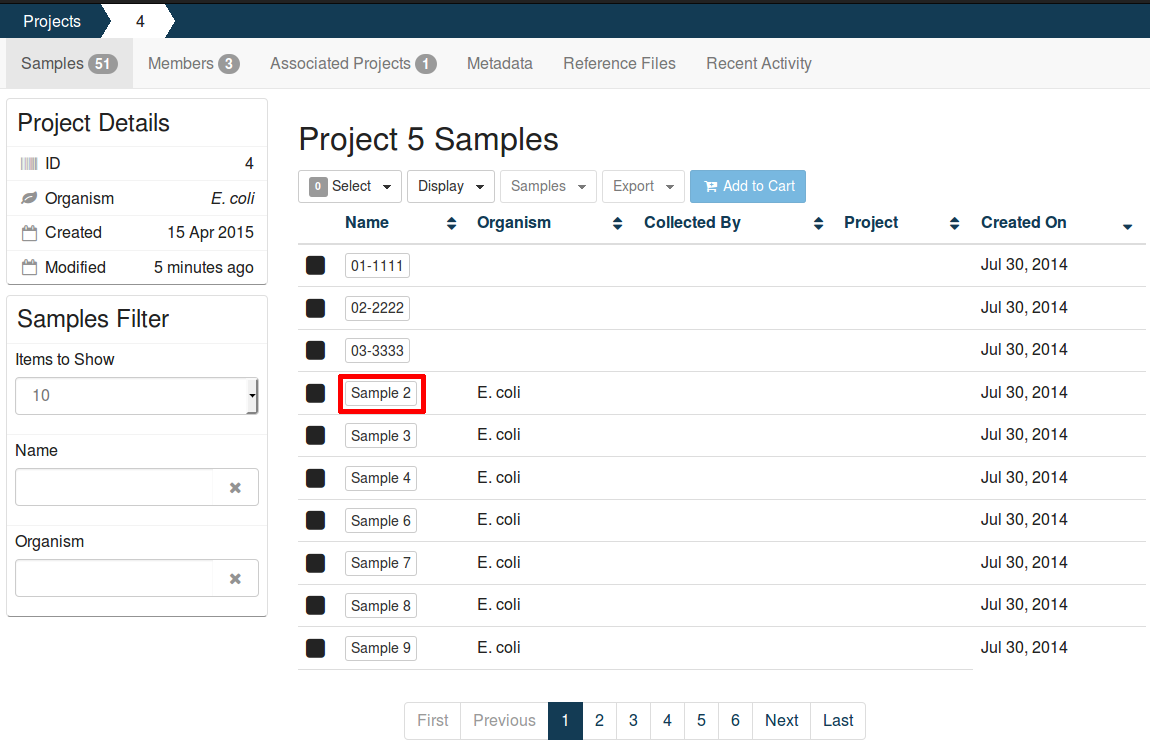 Projects 4
Samples 51 Members 3 Associated Projects 1 Metadata Reference Files Recent Activity
Project Details
ID 4
Organism E. coli
Created 15 Apr 2015
Modified 5 minutes ago
Samples Filter
Items to Show
10
Name
Organism
Project 5 Samples
0 Select Display Samples Export Add to Cart
Name Organism Collected By Project Created On
01-1111 Jul 30, 2014
02-2222 Jul 30, 2014
03-3333 Jul 30, 2014
Sample 2 E. coli Jul 30, 2014
Sample 3 E. coli Jul 30, 2014
Sample 4 E. coli Jul 30, 2014
Sample 6 E. coli Jul 30, 2014
Sample 7 E. coli Jul 30, 2014
Sample 8 E. coli Jul 30, 2014
Sample 9 E. coli Jul 30, 2014
First Previous 1 2 3 4 5 6 Next Last